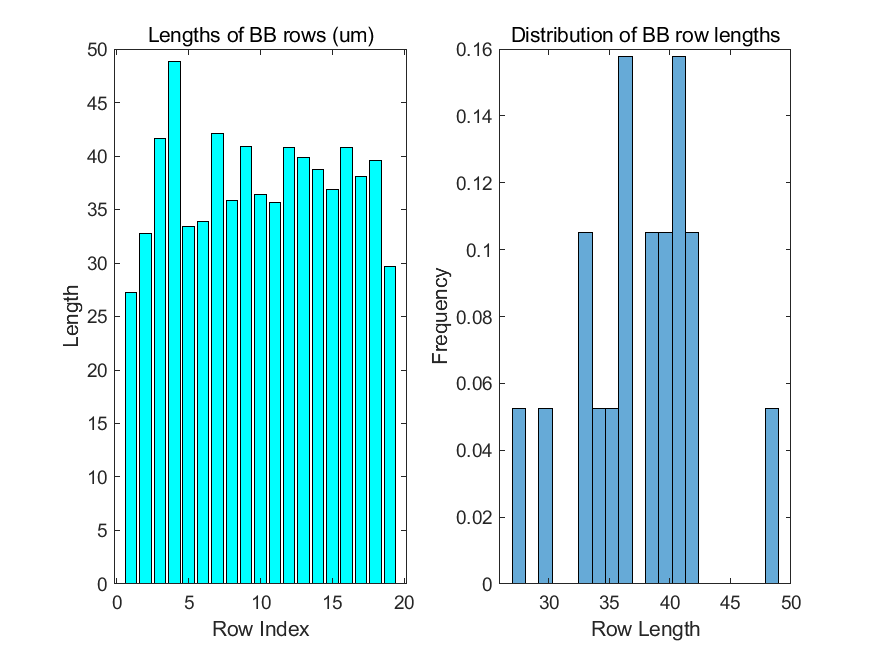 Lengths of BB rows (um)
50
45
40
35
30
25
20
15
10
5
0
Length
0 5 10 15 20
Row Index
Distribution of BB row lengths
0.16
0.14
0.12
0.1
0.08
0.06
0.04
0.02
0
Frequency
30 35 40 45 50
Row Length